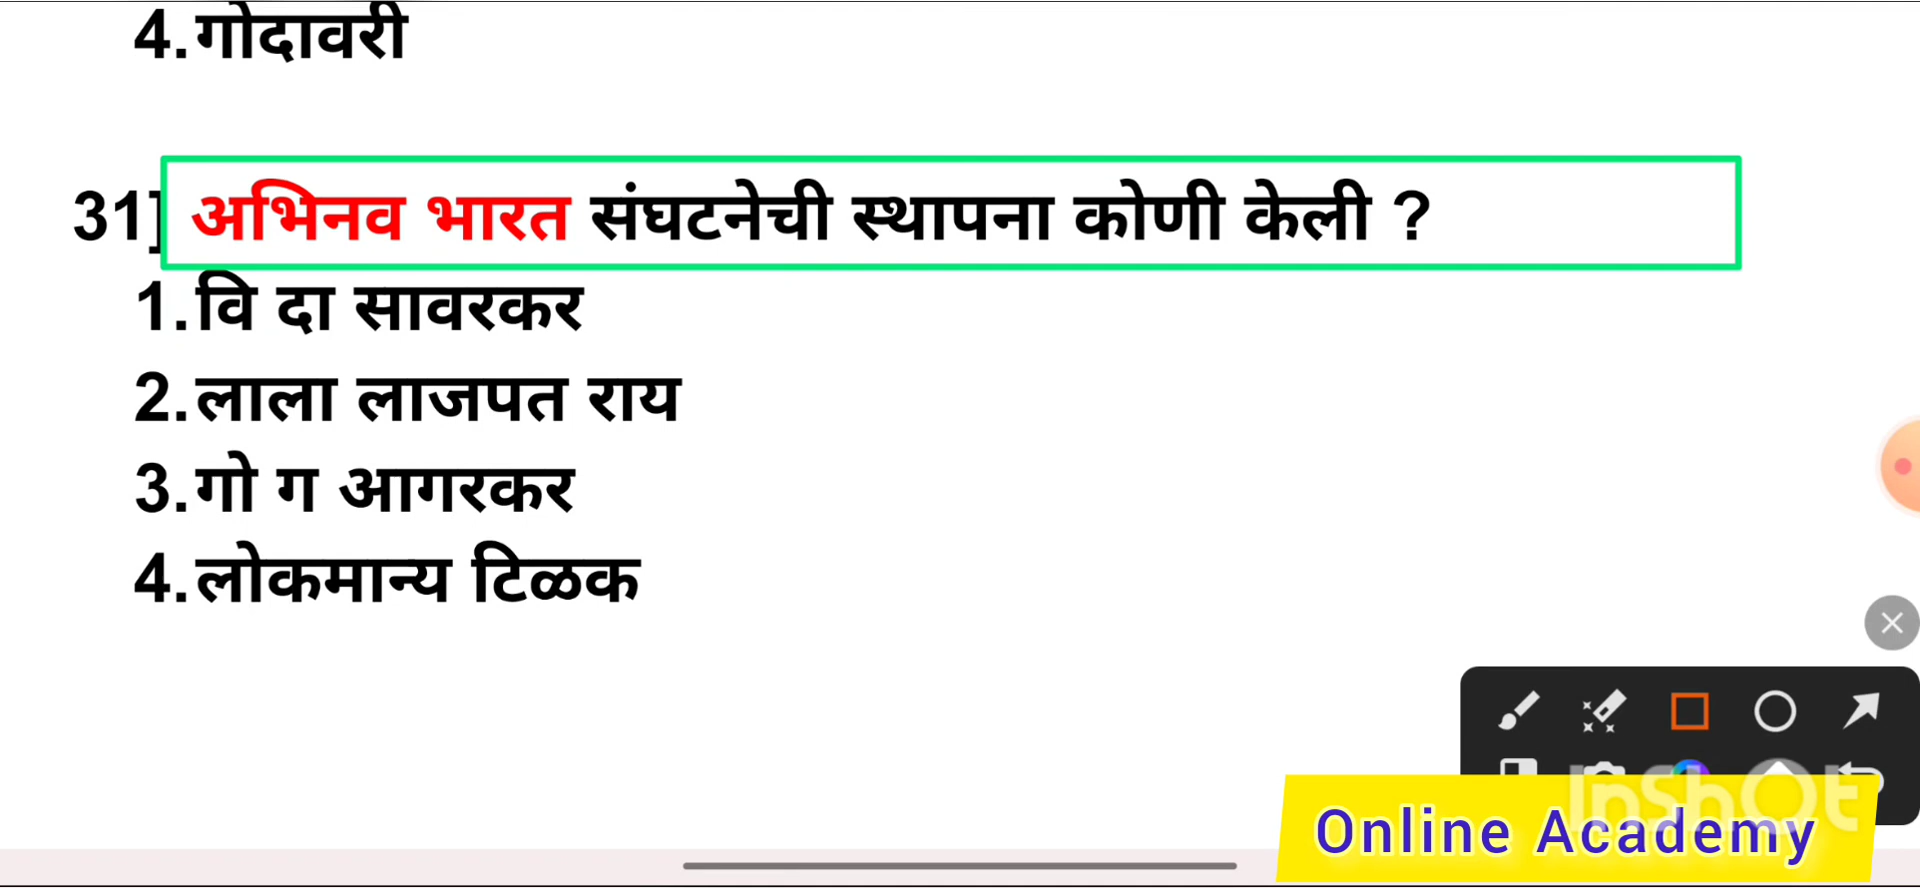 4.गोदावरी
31] अभिनव भारत संघटनेची स्थापना कोणी केली ?
1.वि दा सावरकर
2.लाला लाजपत राय
3.गो ग आगरकर
4.लोकमान्य टिळक
InShOt
Online Academy